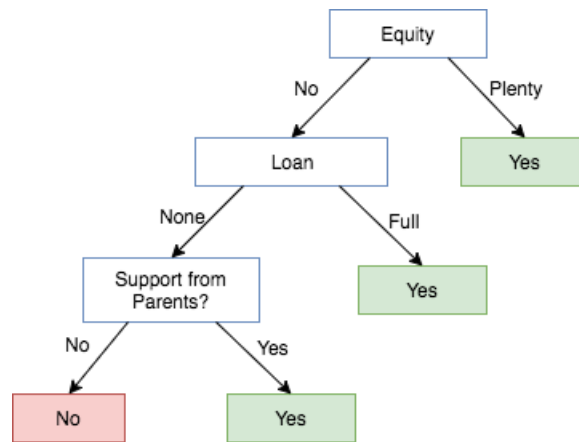 Equity
No
Plenty
Loan
Yes
None
Full
Support from
Parents?
Yes
No
Yes
No
Yes